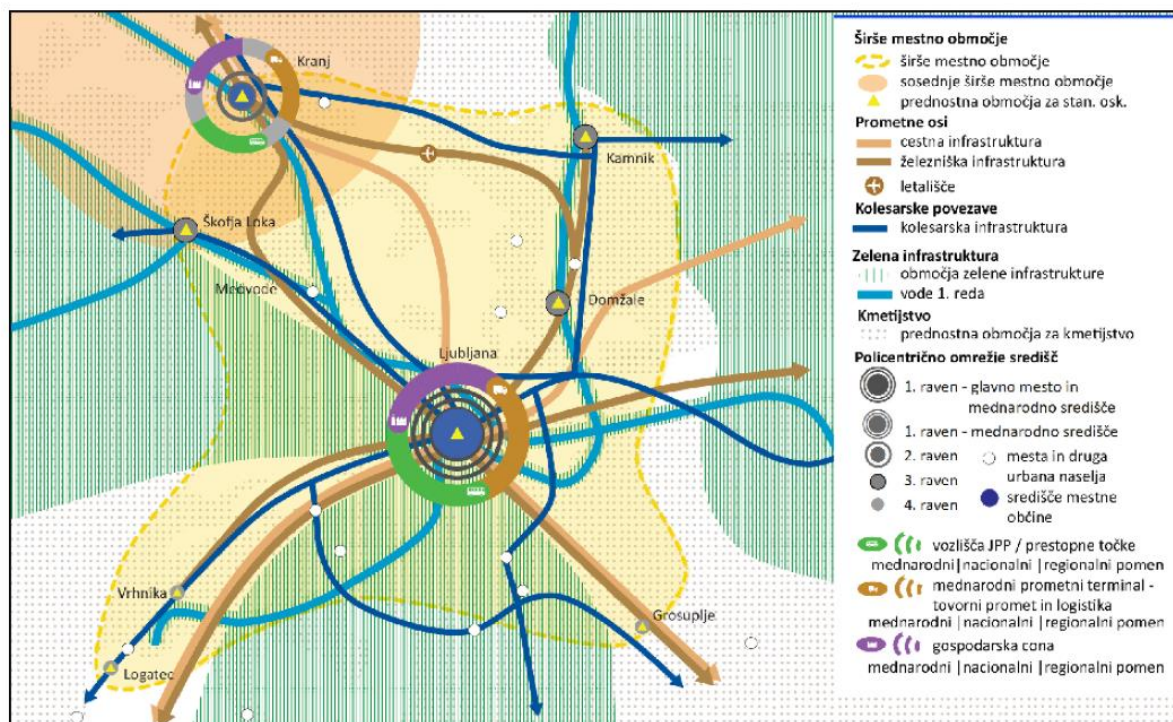 Kranj
Kamnik
Škofja Loka
Medvode
Domžale
Ljubljana
Vrhnika
Grosuplje
Logatec
Širše mestno območje
širše mestno območje
sosednje širše mestno območje
prednostna območja za stan. osk.
Prometne osi
cestna infrastruktura
železniška infrastruktura
letališče
Kolesarske povezave
kolesarska infrastruktura
Zelena infrastruktura
območja zelene infrastrukture
vode 1. reda
Kmetijstvo
prednostna območja za kmetijstvo
Policentrično omrežje središč
1. raven - glavno mesto in
mednarodno središče
1. raven - mednarodno središče
2. raven
3. raven
4. raven
mesta in druga
urbana naselja
središče mestne
občine
vozlišča JPP / prestopne točke
mednarodni | nacionalni | regionalni pomen
mednarodni prometni terminal -
tovorni promet in logistika
mednarodni | nacionalni | regionalni pomen
gospodarska cona
mednarodni | nacionalni | regionalni pomen